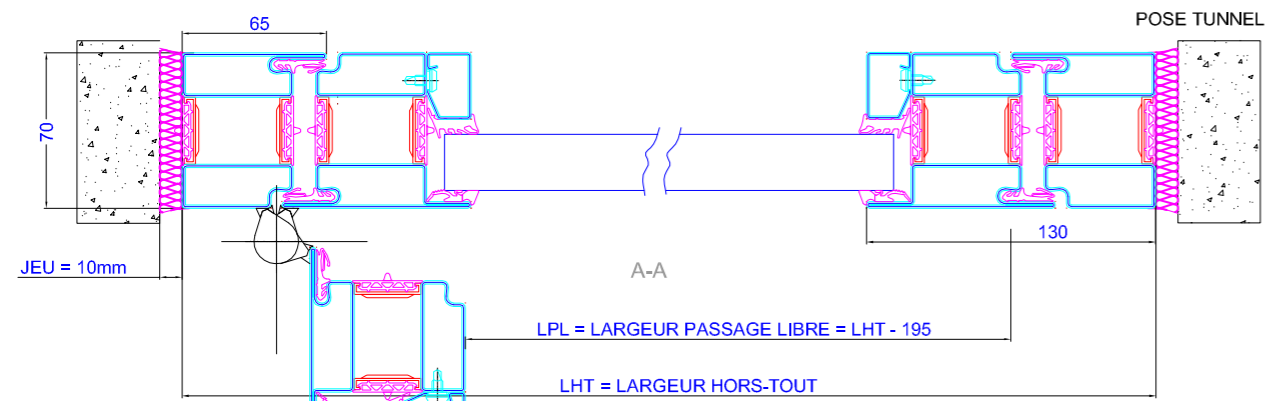 POSE TUNNEL
65
70
130
JEU = 10mm
A-A
LPL = LARGEUR PASSAGE LIBRE = LHT - 195
LHT = LARGEUR HORS-TOUT